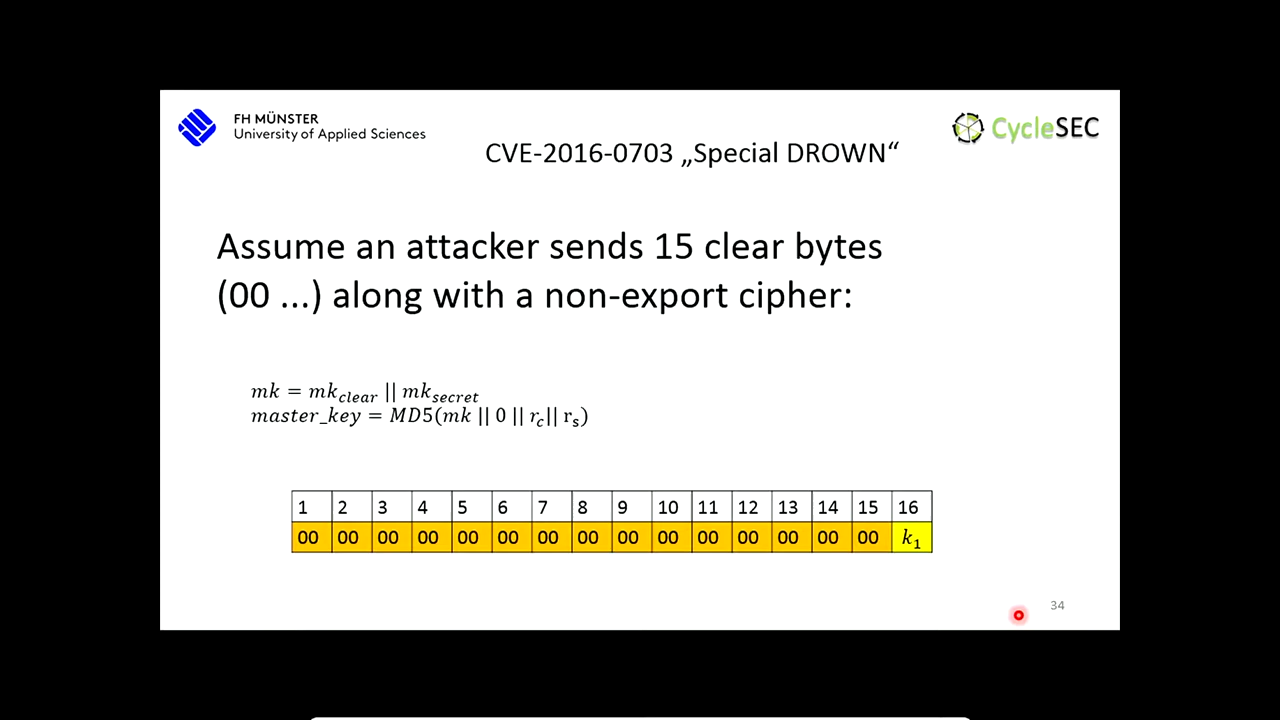 FH MÜNSTER
University of Applied Sciences
CycleSEC
CVE-2016-0703 „Special DROWN“
Assume an attacker sends 15 clear bytes
(00 ...) along with a non-export cipher:
mk = mk_clear || mk_secret
master_key = MD5(mk || 0 || r_c|| r_s)
1 2 3 4 5 6 7 8 9 10 11 12 13 14 15 16
00 00 00 00 00 00 00 00 00 00 00 00 00 00 00 k_1
34